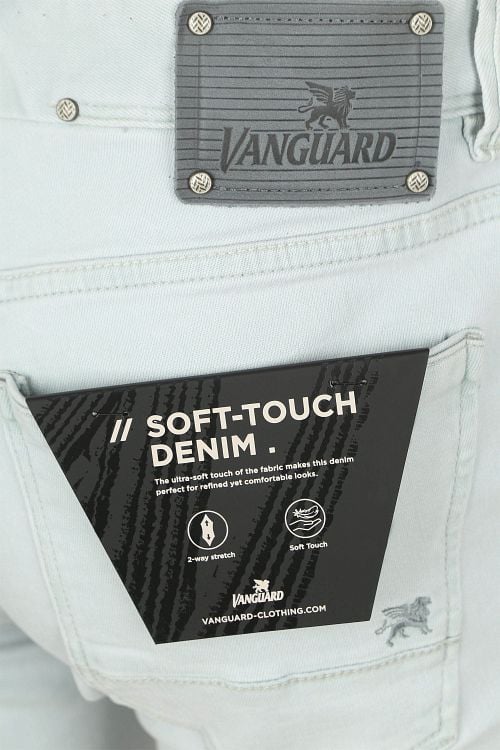 VANGUARD
// SOFT-TOUCH
DENIM .
The ultra-soft touch of the fabric makes this denim
perfect for refined yet comfortable looks.
2-way stretch
Soft Touch
VANGUARD
VANGUARD-CLOTHING.COM